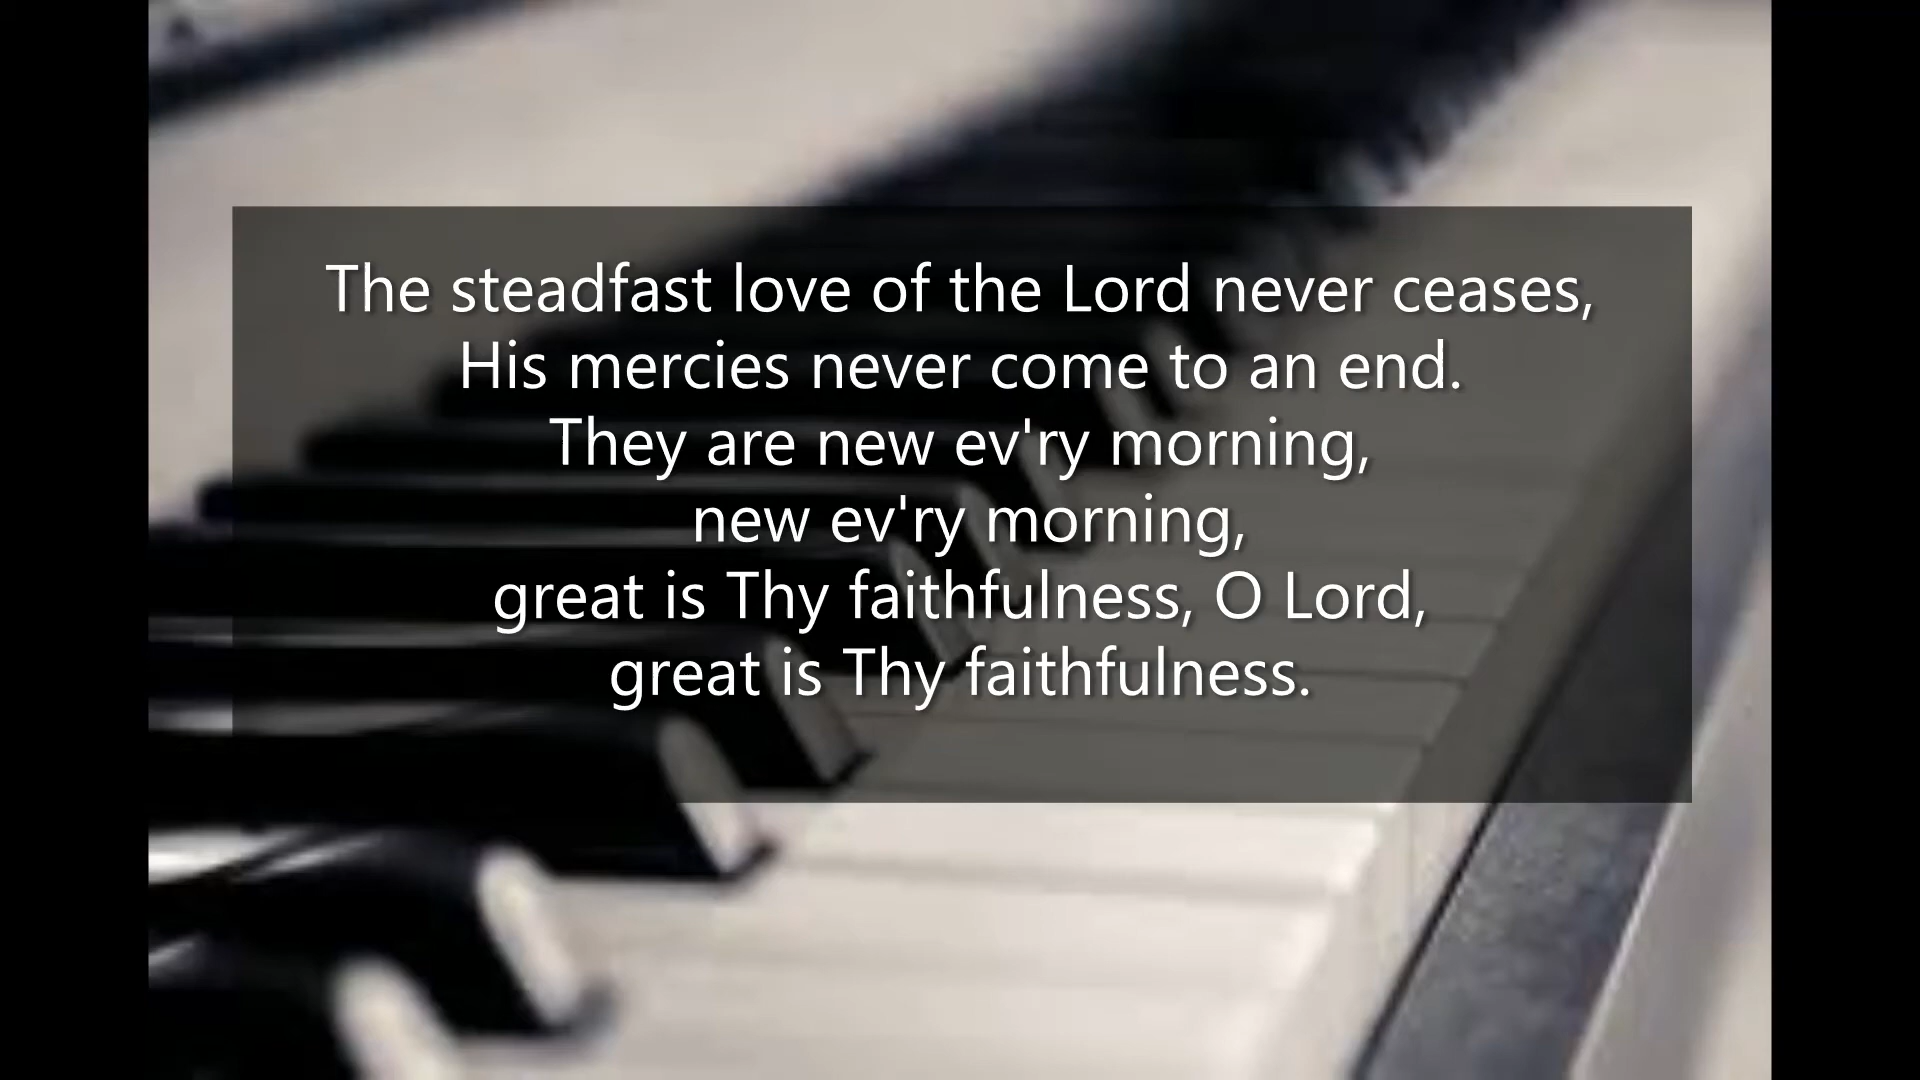 The steadfast love of the Lord never ceases,
His mercies never come to an end.
They are new ev'ry morning,
new ev'ry morning,
great is Thy faithfulness, O Lord,
great is Thy faithfulness.